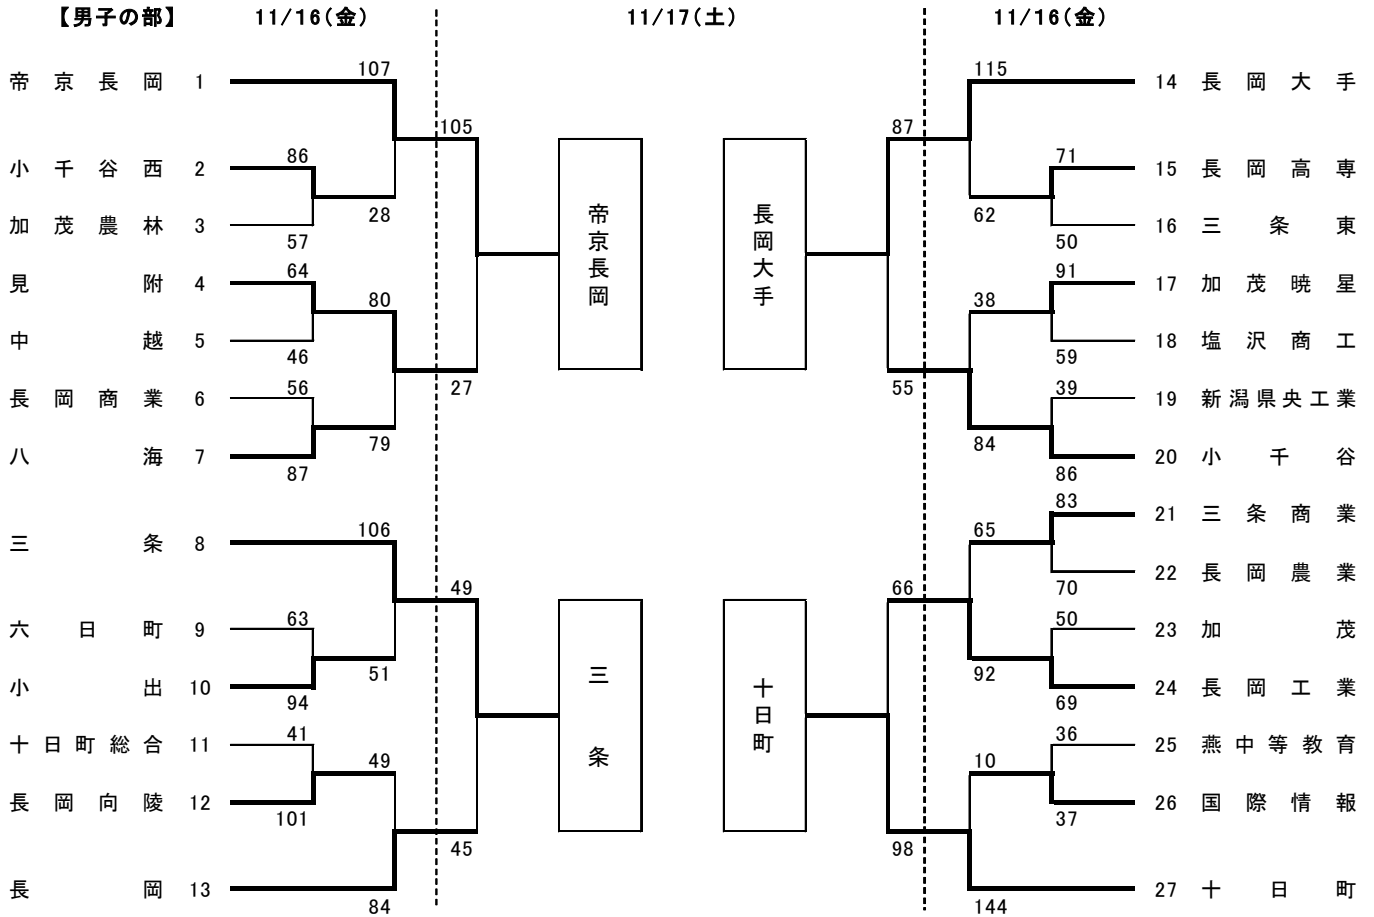 【男子の部】 11/16(金) 11/17(土) 11/16(金)
107 115
帝京長岡 1 14 長岡大手
105 87
86 71
小千谷西 2 15 長岡高専
28 62
加茂農林 3 16 三条東
57 50
帝京長岡 長岡大手
64 91
見附 4 17 加茂暁星
80 38
中越 5 18 塩沢商工
46 59
27 55
56 39
長岡商業 6 19 新潟県央工業
79 84
八海 7 20 小千谷
87 86
83
21 三条商業
106 65
三条 8
22 長岡農業
49 66 70
63 50
六日町 9 23 加茂
51 92
小出 10 24 長岡工業
94 69
三条 十日町
41 36
十日町総合 11 25 燕中等教育
49 10
長岡向陵 12 26 国際情報
101 37
45 98
長岡 13 27 十日町
84 144